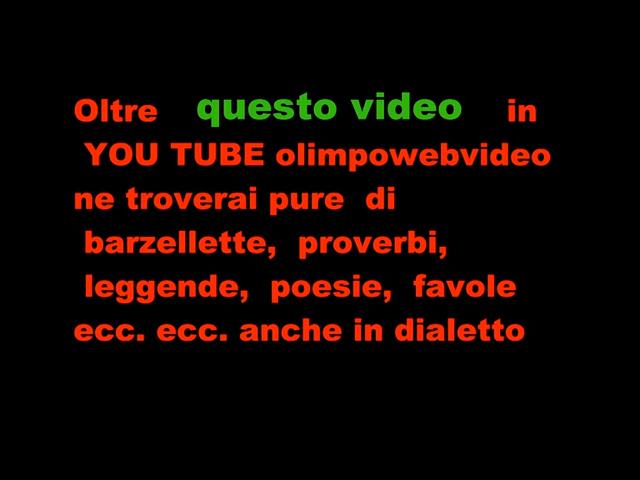 Oltre questo video in
YOU TUBE olimpowebvideo
ne troverai pure di
barzellette, proverbi,
leggende, poesie, favole
ecc. ecc. anche in dialetto